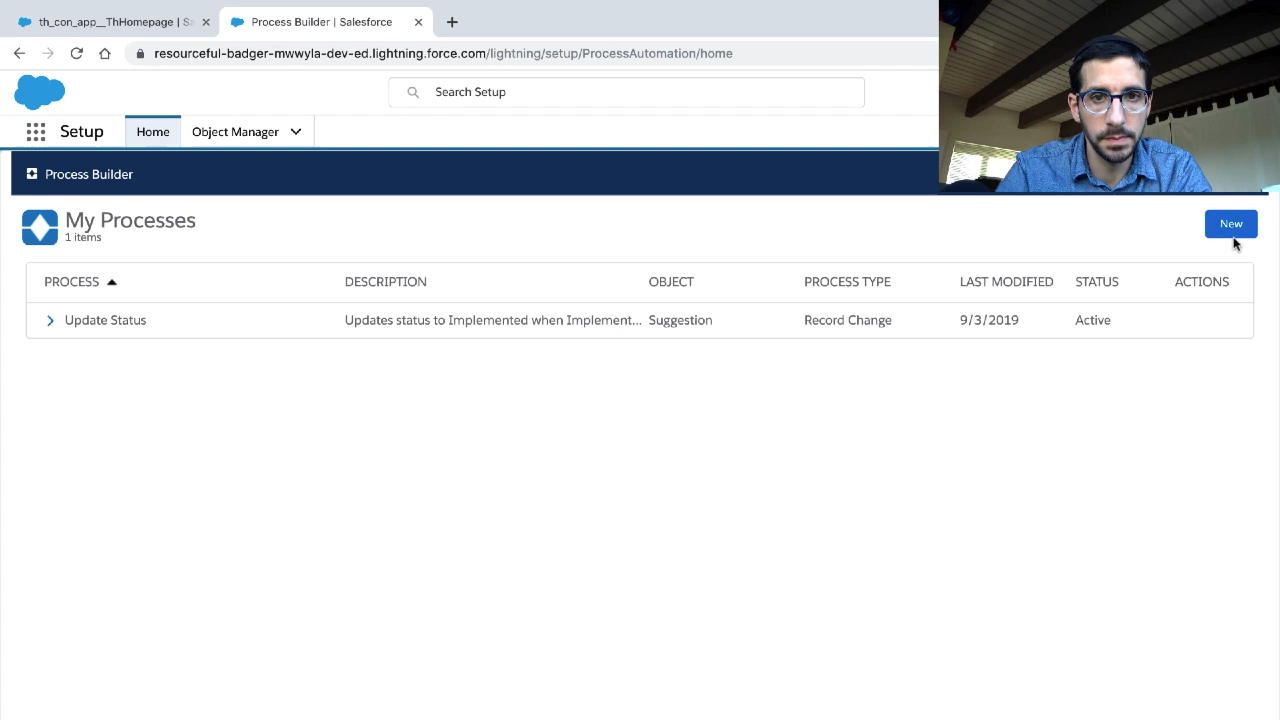 th_con_app__ThHomepage | Sa
Process Builder | Salesforce
resourceful-badger-mwwyla-dev-ed.lightning.force.com/lightning/setup/ProcessAutomation/home
Search Setup
Setup Home Object Manager
Process Builder
My Processes
1 items
New
PROCESS DESCRIPTION OBJECT PROCESS TYPE LAST MODIFIED STATUS ACTIONS
Update Status Updates status to Implemented when Implement... Suggestion Record Change 9/3/2019 Active